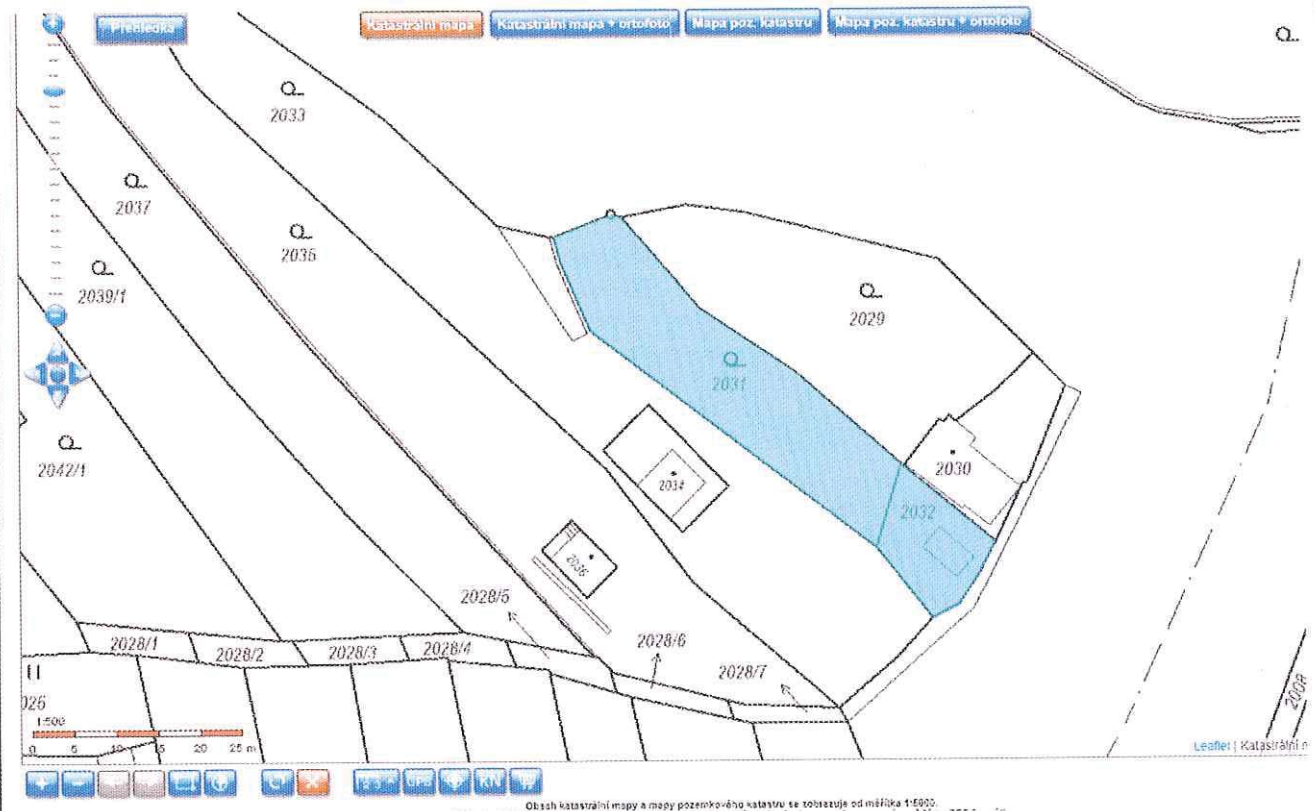 Přehledka
Katastrální mapa
Katastrální mapa + ortofoto
Mapa poz. katastru
Mapa poz. katastru + ortofoto
2033
2037
2035
2039/1
2029
2031
2042/1
2030
2034
2032
2036
2028/5
2028/1
2028/2
2028/3
2028/4
2028/6
2028/7
026
2008
1:500
0 5 10 15 20 25 m
Leaflet | Katastrální
GPS
KN
Obsah katastrální mapy a mapy pozemkového katastru se zobrazuje od měřítka 1:5000.